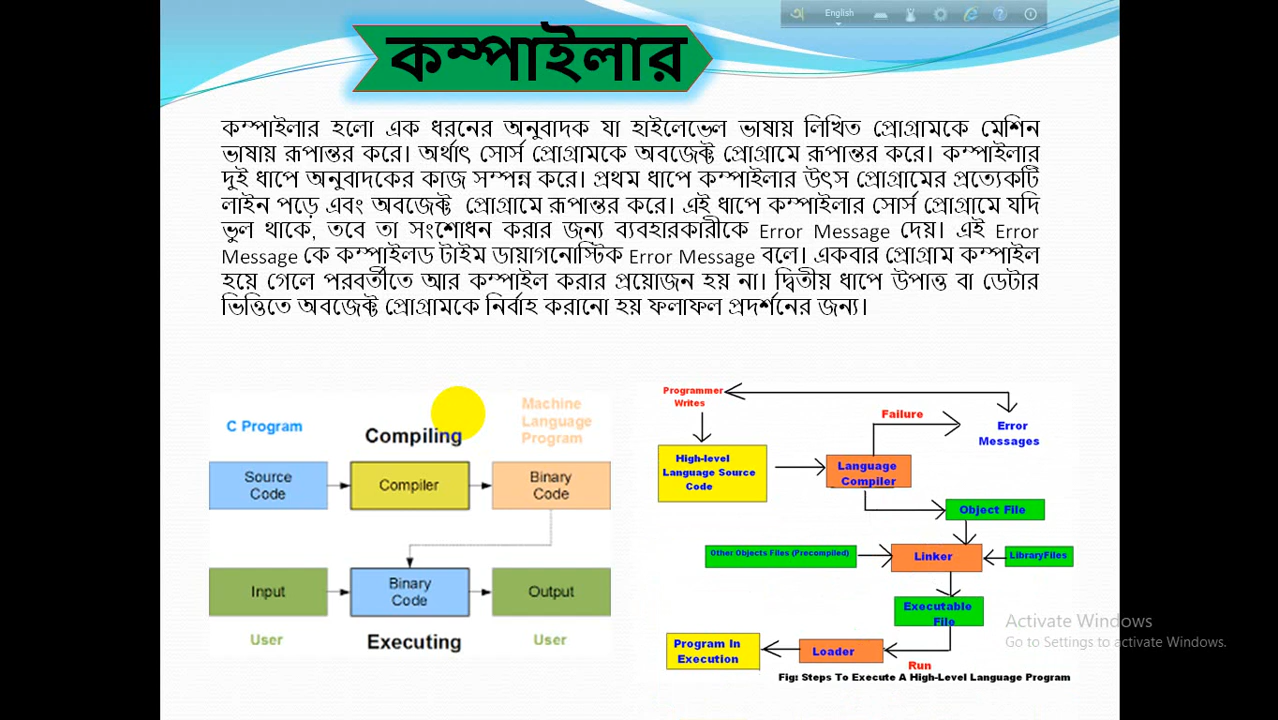 English
কম্পাইলার
কম্পাইলার হলো এক ধরনের অনুবাদক যা হাইলেভেল ভাষায় লিখিত প্রোগ্রামকে মেশিন
ভাষায় রূপান্তর করে। অর্থাৎ সোর্স প্রোগ্রামকে অবজেক্ট প্রোগ্রামে রূপান্তর করে। কম্পাইলার
দুই ধাপে অনুবাদকের কাজ সম্পন্ন করে। প্রথম ধাপে কম্পাইলার উৎস প্রোগ্রামের প্রত্যেকটি
লাইন পড়ে এবং অবজেক্ট প্রোগ্রামে রূপান্তর করে। এই ধাপে কম্পাইলার সোর্স প্রোগ্রামে যদি
ভুল থাকে, তবে তা সংশোধন করার জন্য ব্যবহারকারীকে Error Message দেয়। এই Error
Message কে কম্পাইলড টাইম ডায়াগনোস্টিক Error Message বলে। একবার প্রোগ্রাম কম্পাইল
হয়ে গেলে পরবর্তীতে আর কম্পাইল করার প্রয়োজন হয় না। দ্বিতীয় ধাপে উপাত্ত বা ডেটার
ভিত্তিতে অবজেক্ট প্রোগ্রামকে নির্বাহ করানো হয় ফলাফল প্রদর্শনের জন্য।
C Program
Compiling
Machine
Language
Program
Source
Code
Compiler
Binary
Code
Input
Binary
Code
Output
User
Executing
User
Programmer
Writes
Failure
Error
Messages
High-level
Language Source
Code
Language
Compiler
Object File
Other Objects Files (Precompiled)
Linker
LibraryFiles
Executable
File
Program In
Execution
Loader
Run
Fig: Steps To Execute A High-Level Language Program
Activate Windows
Go to Settings to activate Windows.